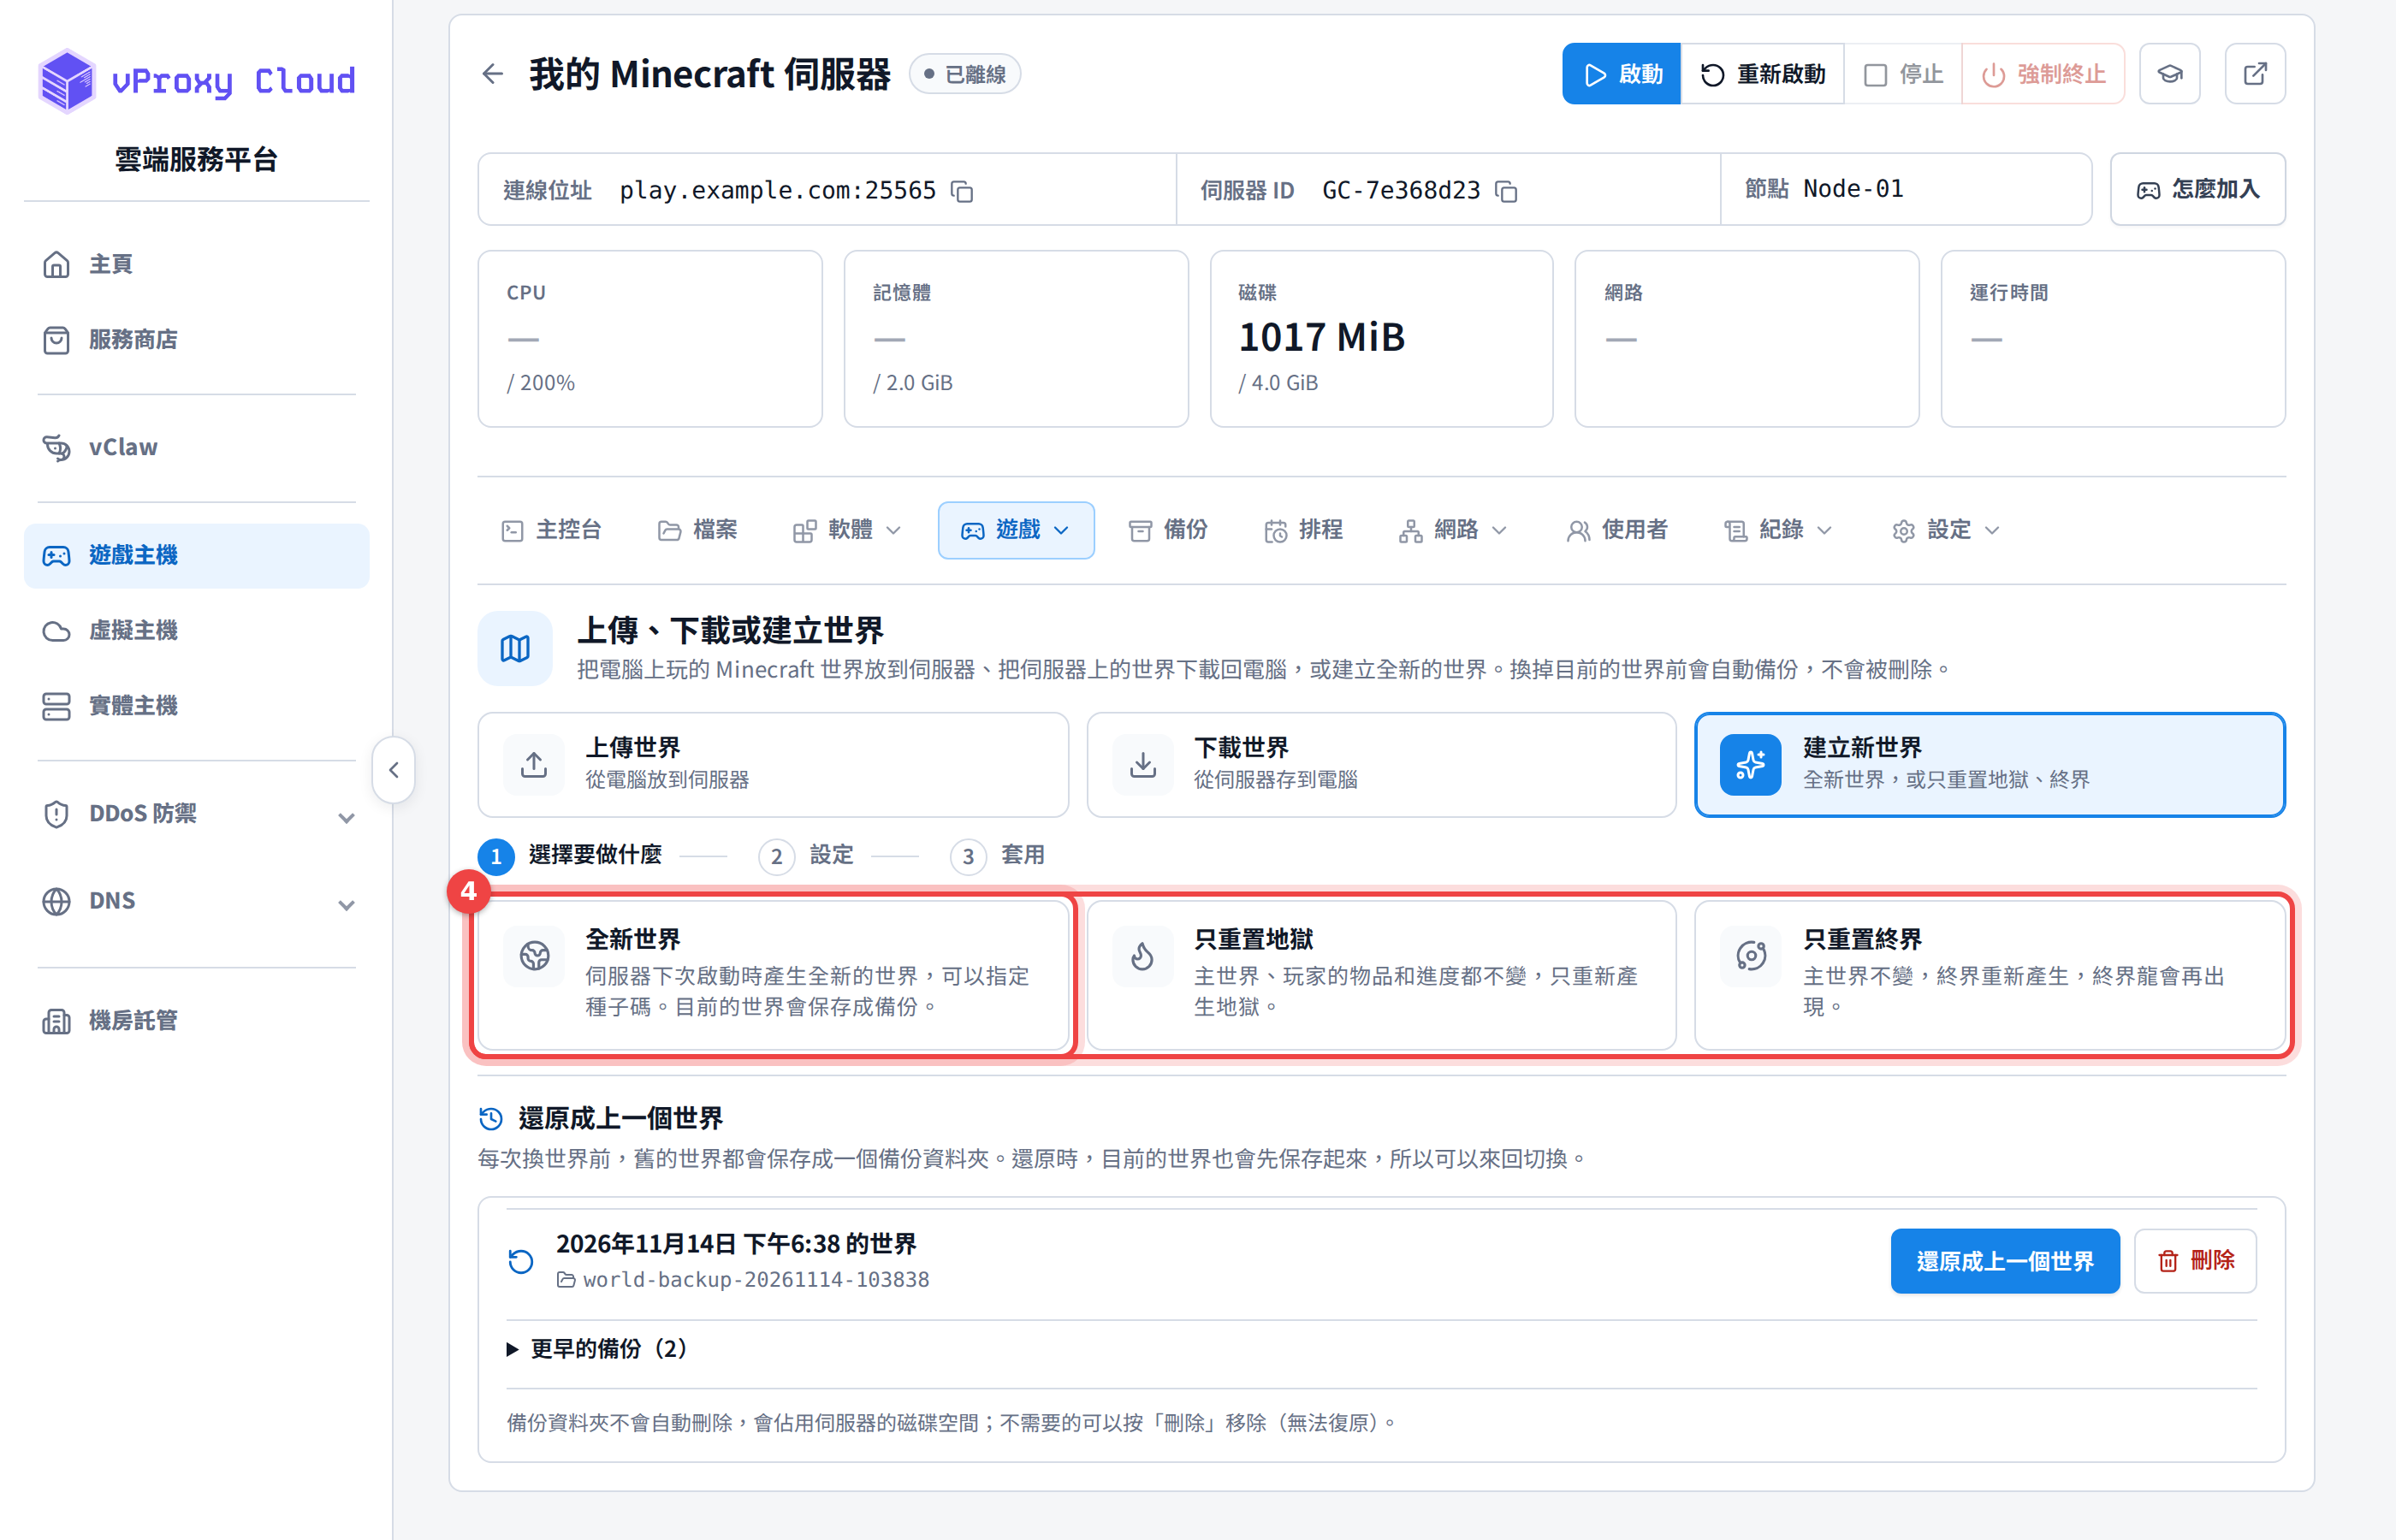 vProxy Cloud
雲端服務平台
主頁
服務商店
vClaw
遊戲主機
虛擬主機
實體主機
DDoS 防禦
DNS
機房託管
我的 Minecraft 伺服器
已離線
啟動
重新啟動
停止
強制終止
連線位址 play.example.com:25565
伺服器 ID GC-7e368d23
節點 Node-01
怎麼加入
CPU
—
/ 200%
記憶體
—
/ 2.0 GiB
磁碟
1017 MiB
/ 4.0 GiB
網路
—
運行時間
—
主控台
檔案
軟體
遊戲
備份
排程
網路
使用者
紀錄
設定
上傳、下載或建立世界
把電腦上玩的 Minecraft 世界放到伺服器、把伺服器上的世界下載回電腦，或建立全新的世界。換掉目前的世界前會自動備份，不會被刪除。
上傳世界
從電腦放到伺服器
下載世界
從伺服器存到電腦
建立新世界
全新世界，或只重置地獄、終界
1 選擇要做什麼
2 設定
3 套用
4
全新世界
伺服器下次啟動時產生全新的世界，可以指定
種子碼。目前的世界會保存成備份。
只重置地獄
主世界、玩家的物品和進度都不變，只重新產
生地獄。
只重置終界
主世界不變，終界重新產生，終界龍會再出
現。
還原成上一個世界
每次換世界前，舊的世界都會保存成一個備份資料夾。還原時，目前的世界也會先保存起來，所以可以來回切換。
2026年11月14日 下午6:38 的世界
world-backup-20261114-103838
還原成上一個世界
刪除
更早的備份（2）
備份資料夾不會自動刪除，會佔用伺服器的磁碟空間；不需要的可以按「刪除」移除（無法復原）。